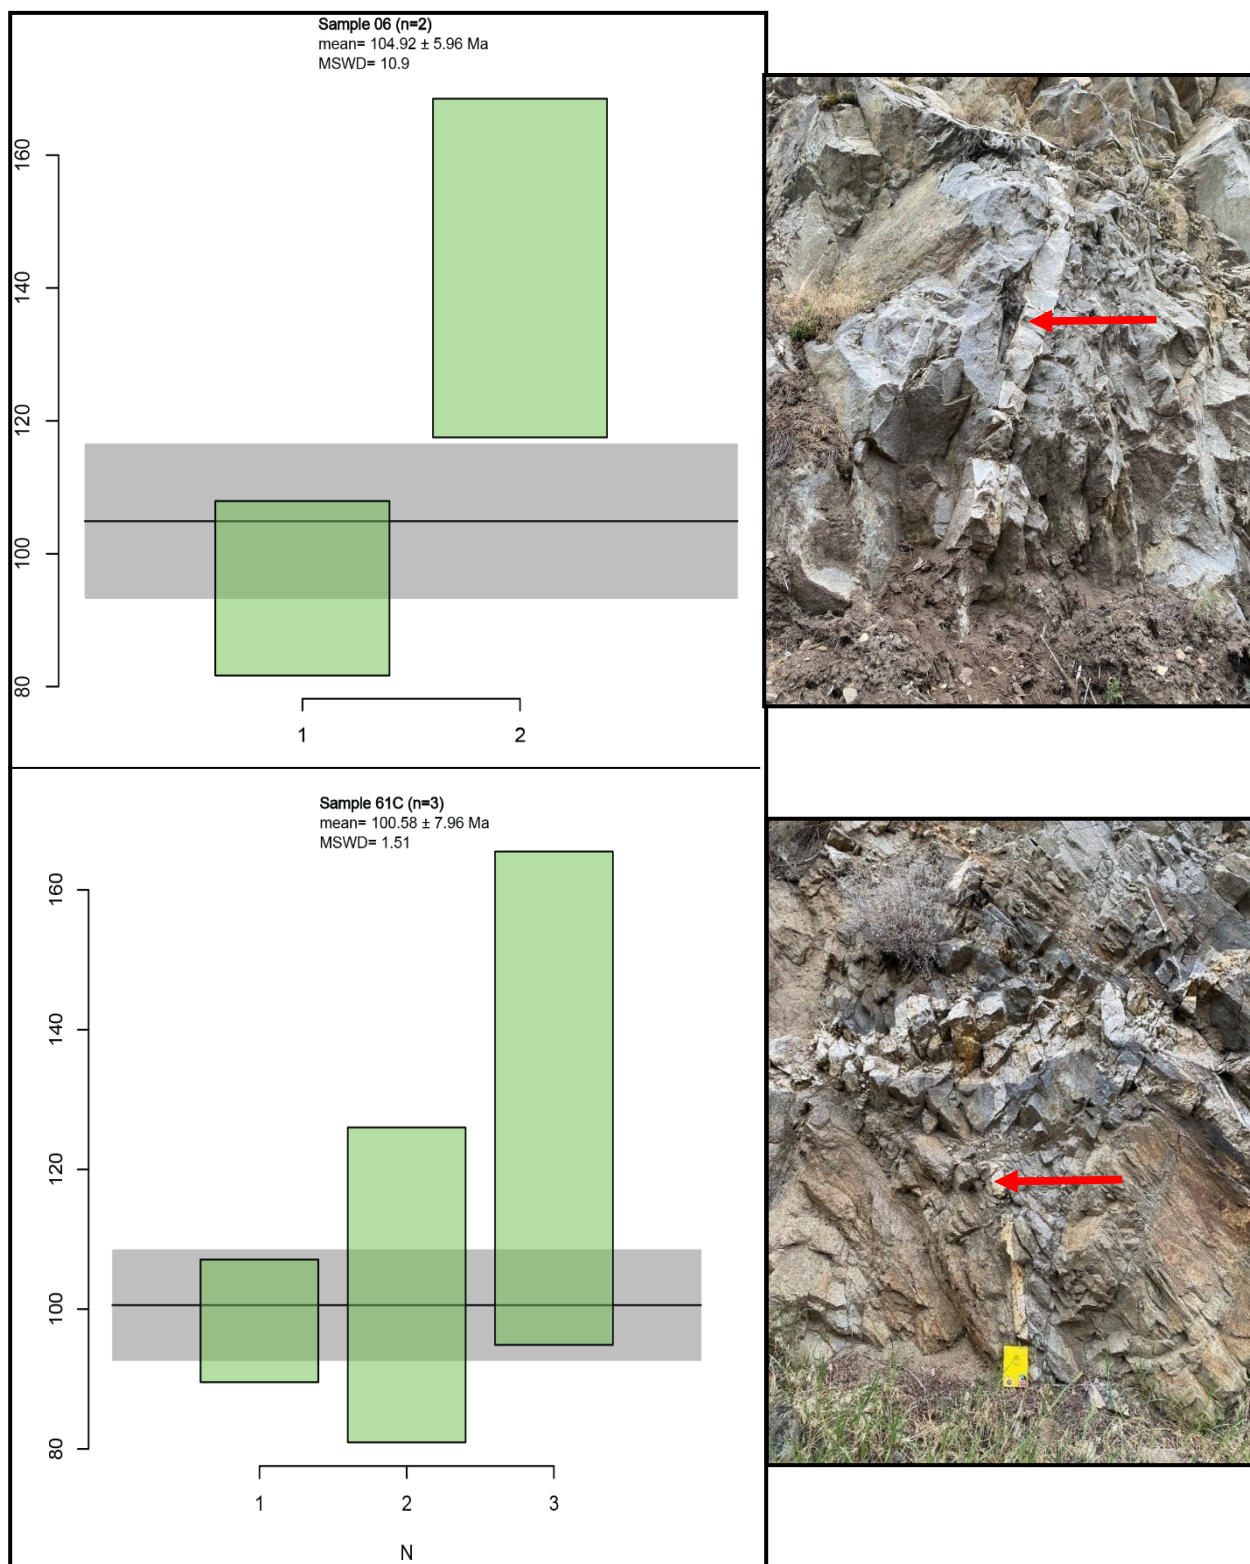 Sample 06 (n=2)
mean= 104.92 ± 5.96 Ma
MSWD= 10.9
160
140
120
100
80
1 2
Sample 61C (n=3)
mean= 100.58 ± 7.96 Ma
MSWD= 1.51
160
140
120
100
80
1 2 3
N